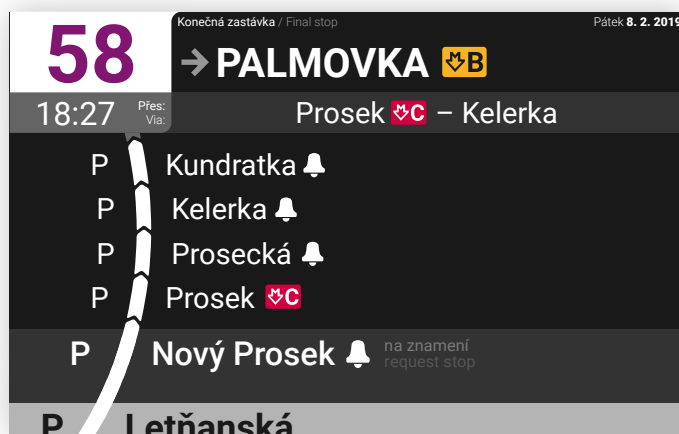 58
Konečná zastávka / Final stop
Pátek 8. 2. 2019
PALMOVKA B
18:27
Přes:
Via:
Prosek C – Kelerka
P Kundratka
P Kelerka
P Prosecká
P Prosek C
P Nový Prosek
na znamení
request stop
P Letňanská